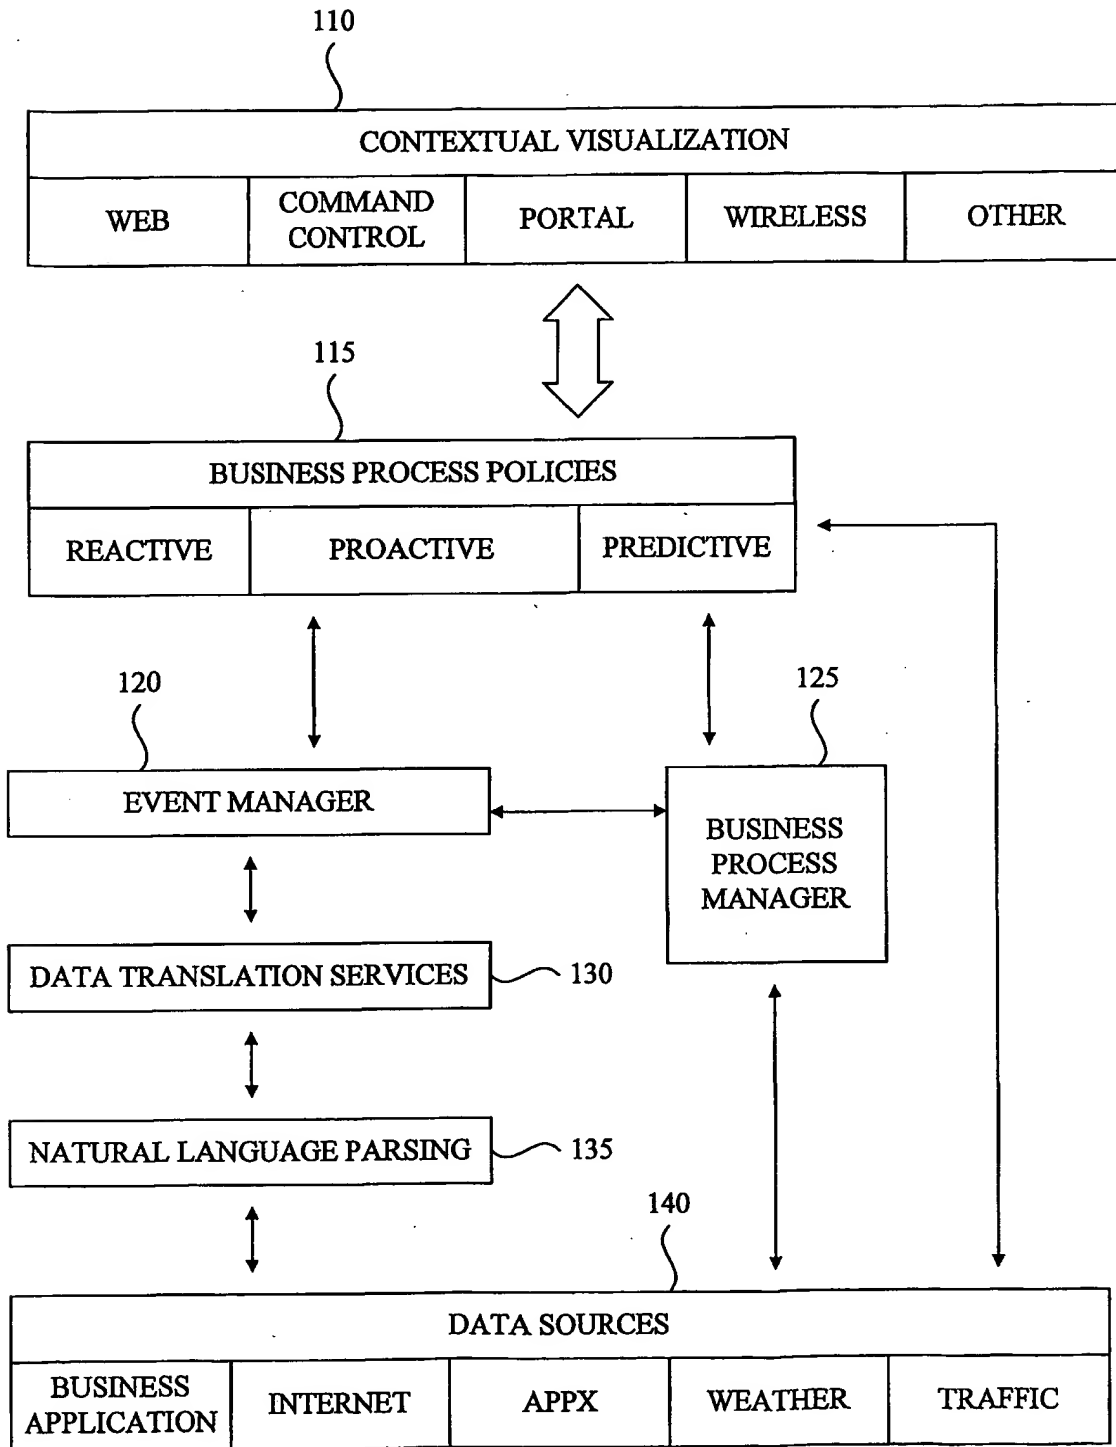 110
CONTEXTUAL VISUALIZATION
WEB
COMMAND
CONTROL
PORTAL
WIRELESS
OTHER
115
BUSINESS PROCESS POLICIES
REACTIVE
PROACTIVE
PREDICTIVE
120
125
EVENT MANAGER
BUSINESS
PROCESS
MANAGER
DATA TRANSLATION SERVICES
130
NATURAL LANGUAGE PARSING
135
140
DATA SOURCES
BUSINESS
APPLICATION
INTERNET
APPX
WEATHER
TRAFFIC